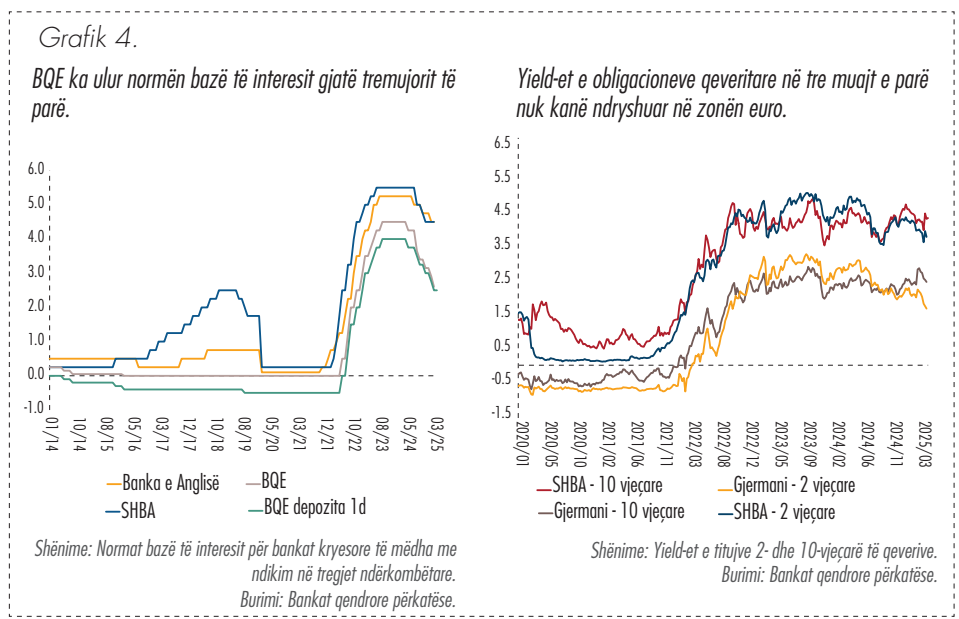 Grafik 4.
BQE ka ulur normën bazë të interesit gjatë tremujorit të
parë.
6.0
5.0
4.0
3.0
2.0
1.0
0.0
-1.0
01/14
10/14
08/15
05/16
03/17
12/17
10/18
08/19
05/20
03/21
12/21
10/22
08/23
05/24
03/25
Banka e Anglisë
BQE
SHBA
BQE depozita 1d
Shënime: Normat bazë të interesit për bankat kryesore të mëdha me
ndikim në tregjet ndërkombëtare.
Burimi: Bankat qendrore përkatëse.
Yield-et e obligacioneve qeveritare në tre muajt e parë
nuk kanë ndryshuar në zonën euro.
6.5
5.5
4.5
3.5
2.5
1.5
0.5
-0.5
-1.5
2020/01
2020/05
2020/10
2021/02
2021/06
2021/11
2022/03
2022/07
2022/12
2023/05
2023/09
2024/01
2024/06
2024/11
2025/03
SHBA - 10 vjeçare
Gjermani - 2 vjeçare
Gjermani - 10 vjeçare
SHBA - 2 vjeçare
Shënime: Yield-et e titujve 2- dhe 10-vjeçarë të qeverive.
Burimi: Bankat qendrore përkatëse.